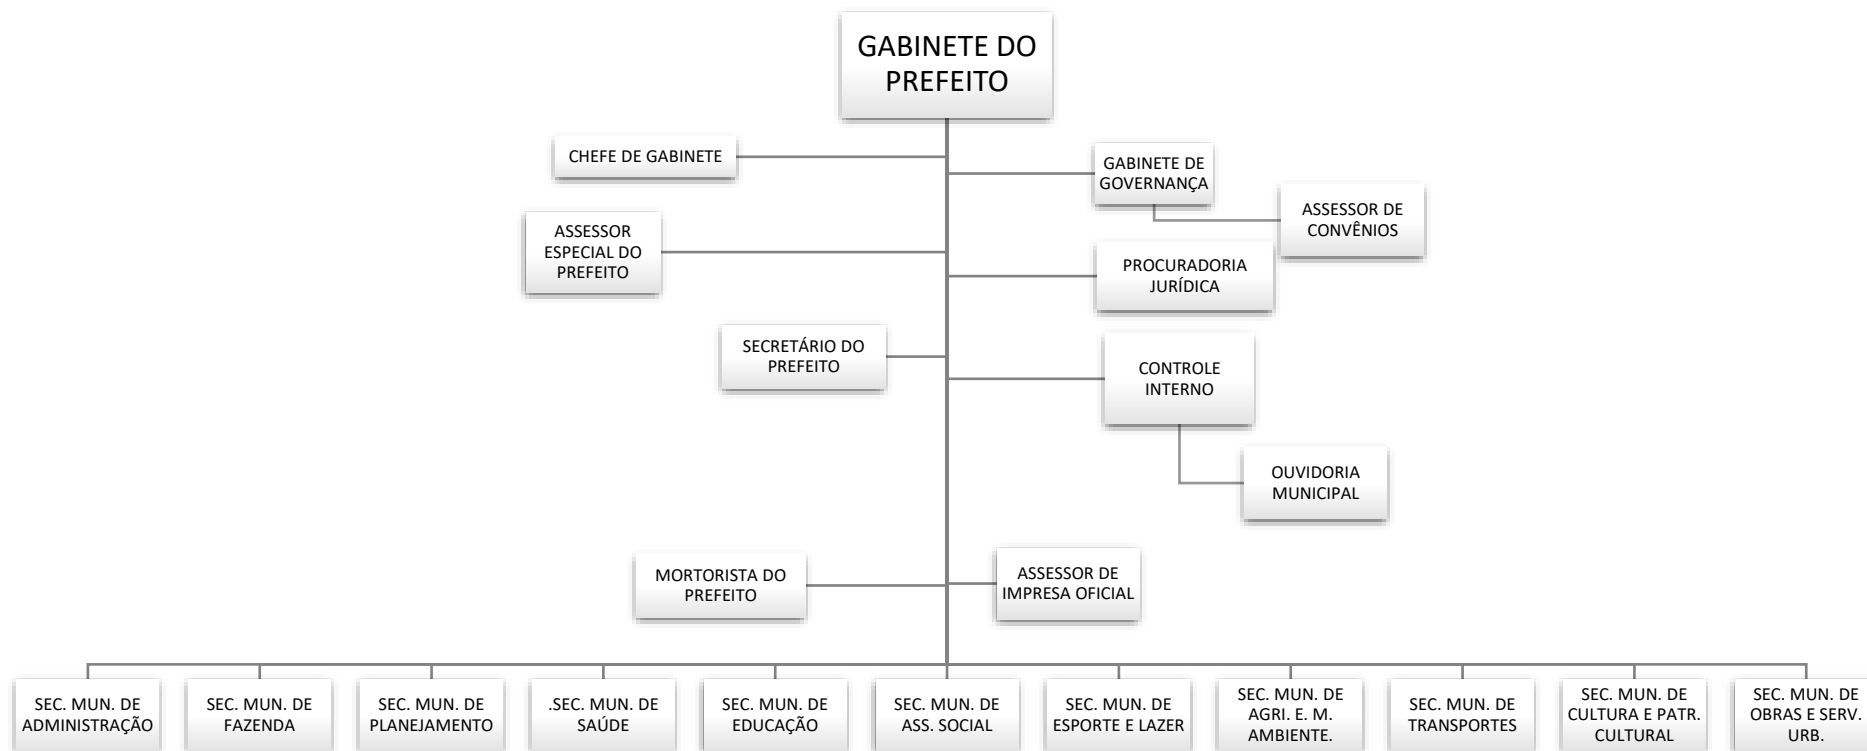 GABINETE DO
PREFEITO
CHEFE DE GABINETE
GABINETE DE
GOVERNANÇA
ASSESSOR DE
CONVÊNIOS
ASSESSOR
ESPECIAL DO
PREFEITO
PROCURADORIA
JURÍDICA
SECRETÁRIO DO
PREFEITO
CONTROLE
INTERNO
OUVIDORIA
MUNICIPAL
MORTORISTA DO
PREFEITO
ASSESSOR DE
IMPRESA OFICIAL
SEC. MUN. DE
ADMINISTRAÇÃO
SEC. MUN. DE
FAZENDA
SEC. MUN. DE
PLANEJAMENTO
.SEC. MUN. DE
SAÚDE
SEC. MUN. DE
EDUCAÇÃO
SEC. MUN. DE
ASS. SOCIAL
SEC. MUN. DE
ESPORTE E LAZER
SEC. MUN. DE
AGRI. E. M.
AMBIENTE.
SEC. MUN. DE
TRANSPORTES
SEC. MUN. DE
CULTURA E PATR.
CULTURAL
SEC. MUN. DE
OBRAS E SERV.
URB.